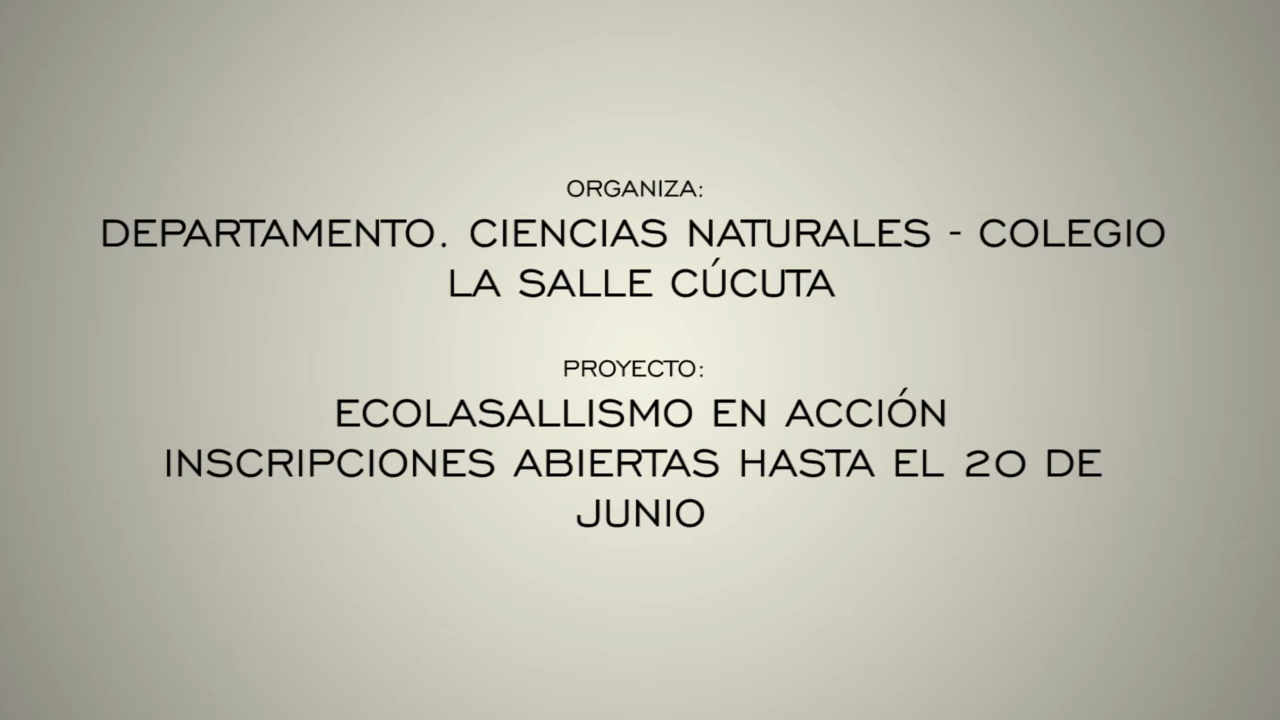 ORGANIZA:
DEPARTAMENTO. CIENCIAS NATURALES - COLEGIO
LA SALLE CÚCUTA
PROYECTO:
ECOLASALLISMO EN ACCIÓN
INSCRIPCIONES ABIERTAS HASTA EL 20 DE
JUNIO